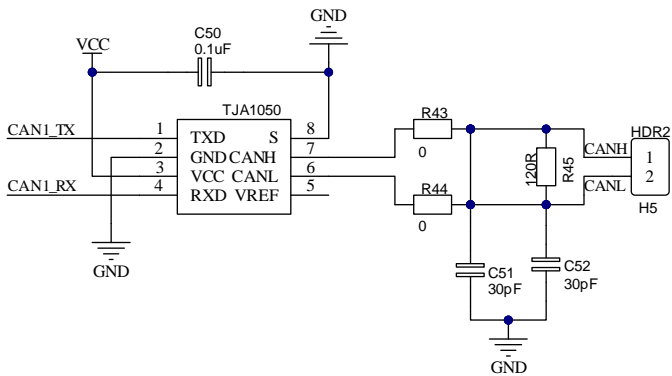 GND
C50
VCC
0.1uF
TJA1050
CAN1_TX
1
TXD
S
8
R43
HDR2
2
GND
CANH
7
0
CANH
1
3
VCC
CANL
6
120R
R45
CANL
2
CAN1_RX
4
RXD
VREF
5
R44
H5
0
GND
C51
30pF
C52
30pF
GND